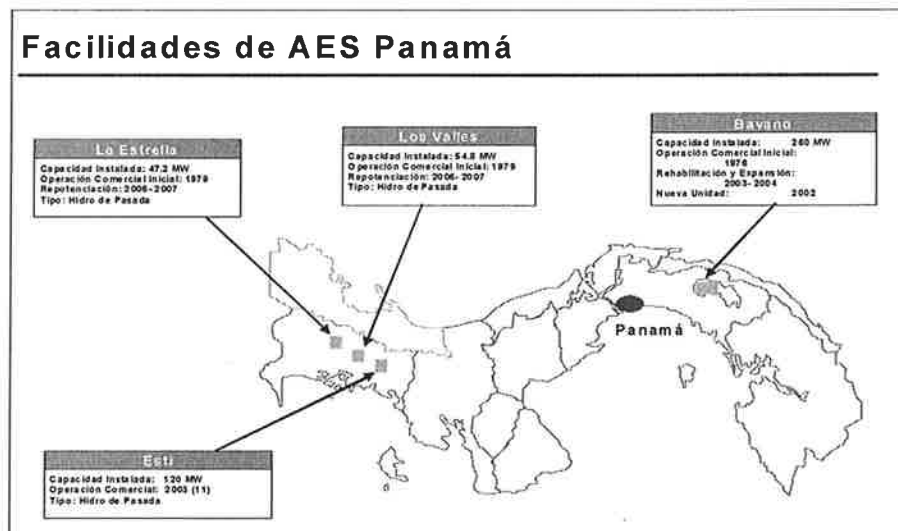 Facilidades de AES Panamá
La Estrella
Capacidad Instalada: 47.2 MW
Operación Comercial Inicial: 1979
Repotenciación: 2006-2007
Tipo: Hidro de Pasada
Los Valles
Capacidad Instalada: 54.8 MW
Operación Comercial Inicial: 1979
Repotenciación: 2006-2007
Tipo: Hidro de Pasada
Bayano
Capacidad Instalada: 260 MW
Operación Comercial Inicial:
1976
Rehabilitación y Expansión:
2003-2004
Nueva Unidad: 2002
Panamá
Estí
Capacidad Instalada: 120 MW
Operación Comercial: 2003 (11)
Tipo: Hidro de Pasada